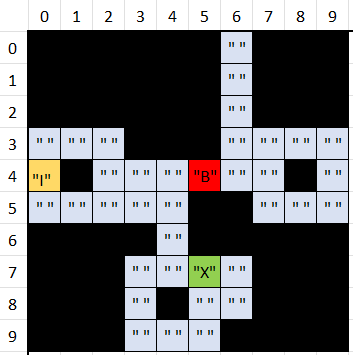 0 1 2 3 4 5 6 7 8 9
0 " "
1 " "
2 " "
3 " " " " " " " " " " " " " "
4 "I" " " " " " " "B" " " " " " "
5 " " " " " " " " " " " " " " " "
6 " "
7 " " " " "X" " "
8 " " " " " "
9 " " " " " "